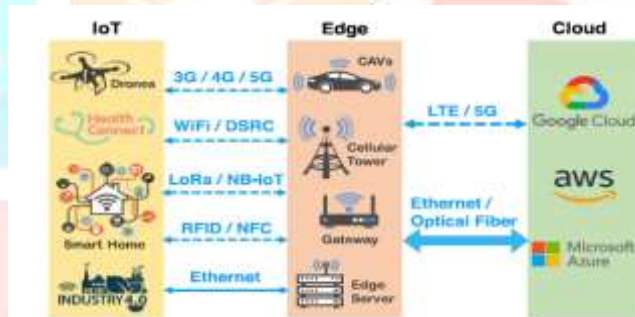 IoT
Edge
Cloud
Drones
3G / 4G / 5G
CAVs
Health
Connect
WiFi / DSRC
Cellular
Tower
LTE / 5G
Google Cloud
LoRa / NB-IoT
Smart Home
aws
RFID / NFC
Gateway
Ethernet /
Optical Fiber
Microsoft
Azure
Ethernet
INDUSTRY 4.0
Edge
Server